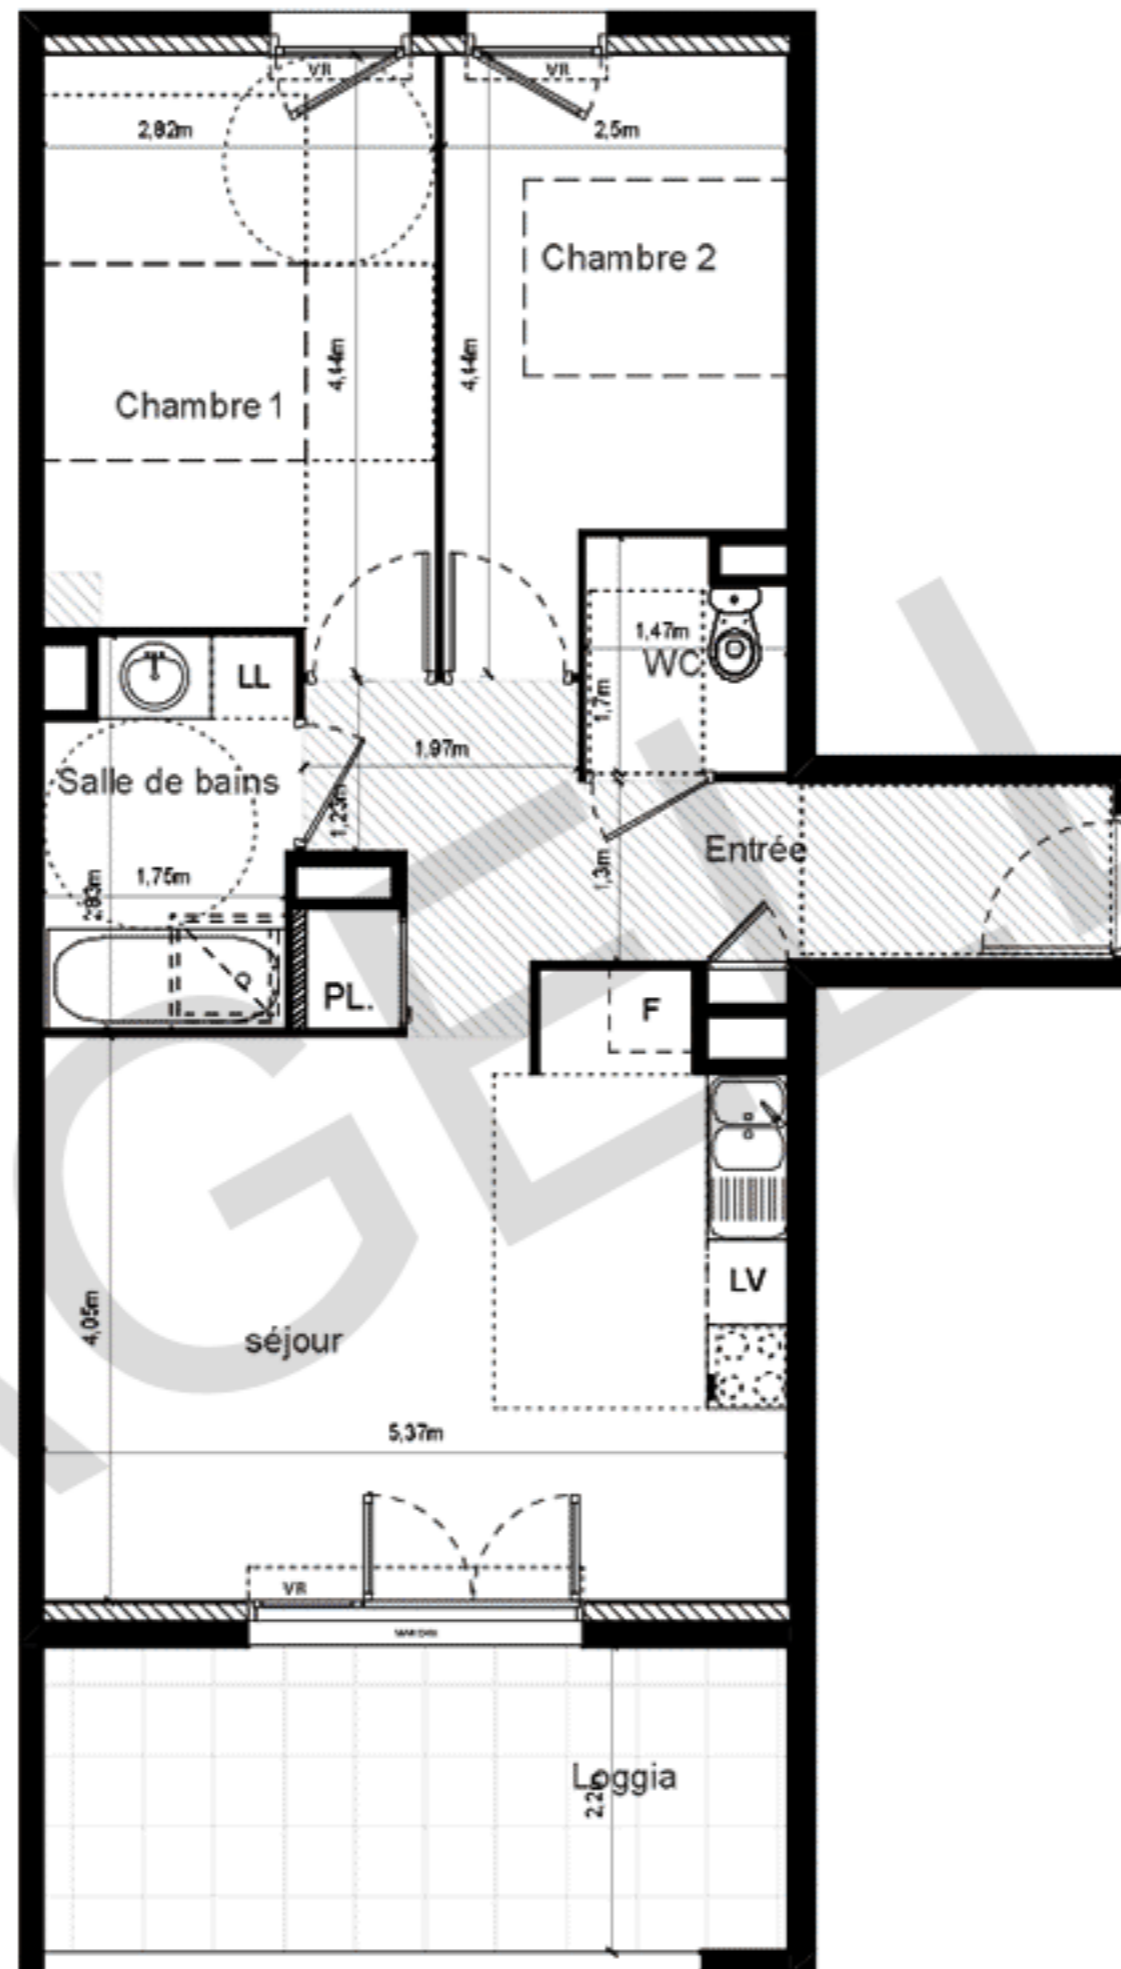 VR
VR
2,82m
2,5m
Chambre 2
4,44m
4,44m
Chambre 1
1,47m
WC
LL
1,7m
1,97m
Salle de bains
1,23m
Entrée
1,3m
1,75m
2,83m
PL.
F
LV
4,05m
séjour
5,37m
VR
Loggia
AGELI